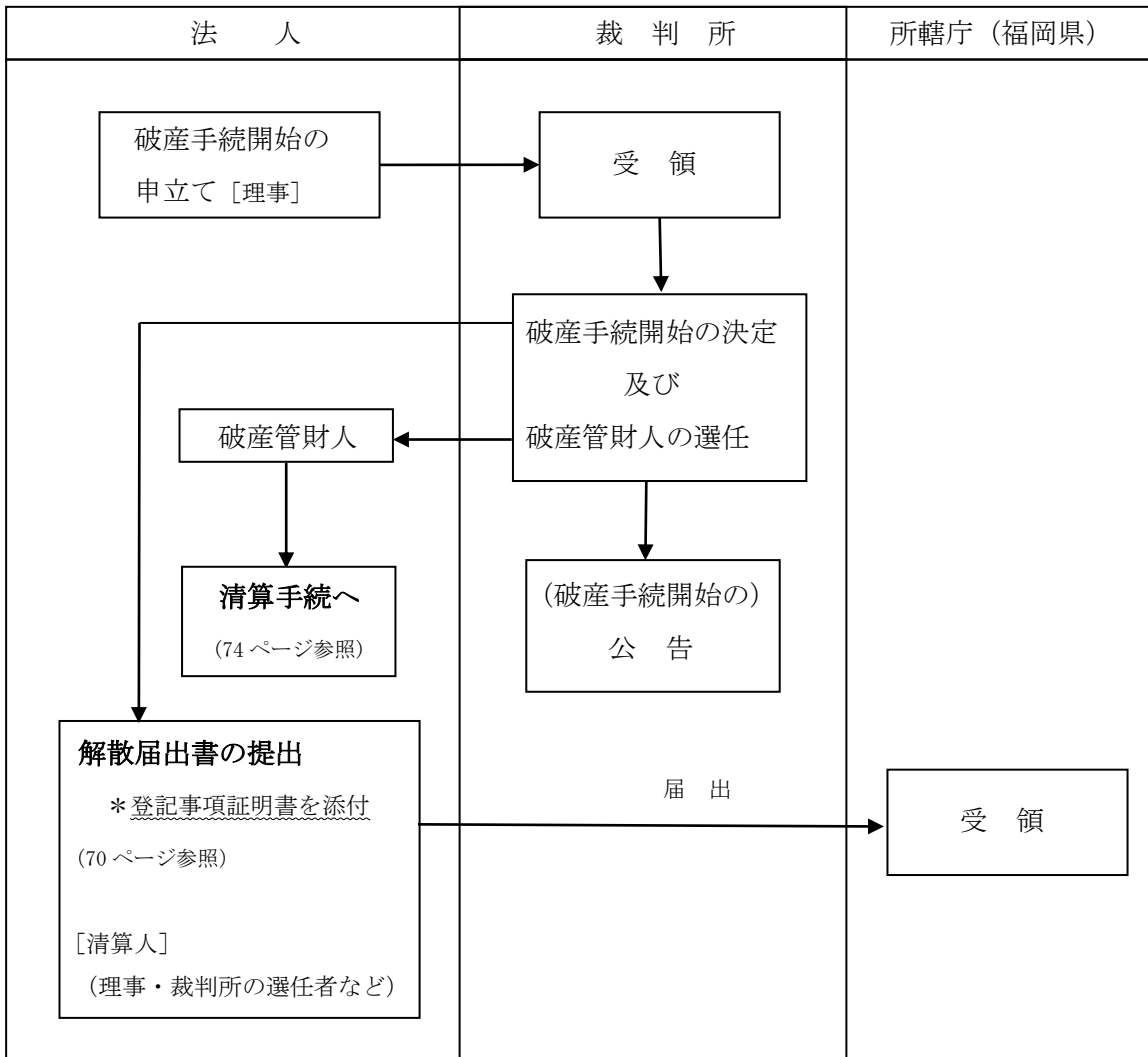 法　　人
裁　判　所
所轄庁（福岡県）
破産手続開始の
申立て［理事］
受　領
破産手続開始の決定
及び
破産管財人の選任
破産管財人
清算手続へ
（74 ページ参照）
（破産手続開始の）
公　告
解散届出書の提出
＊登記事項証明書を添付
（70 ページ参照）
［清算人］
（理事・裁判所の選任者など）
届　出
受　領